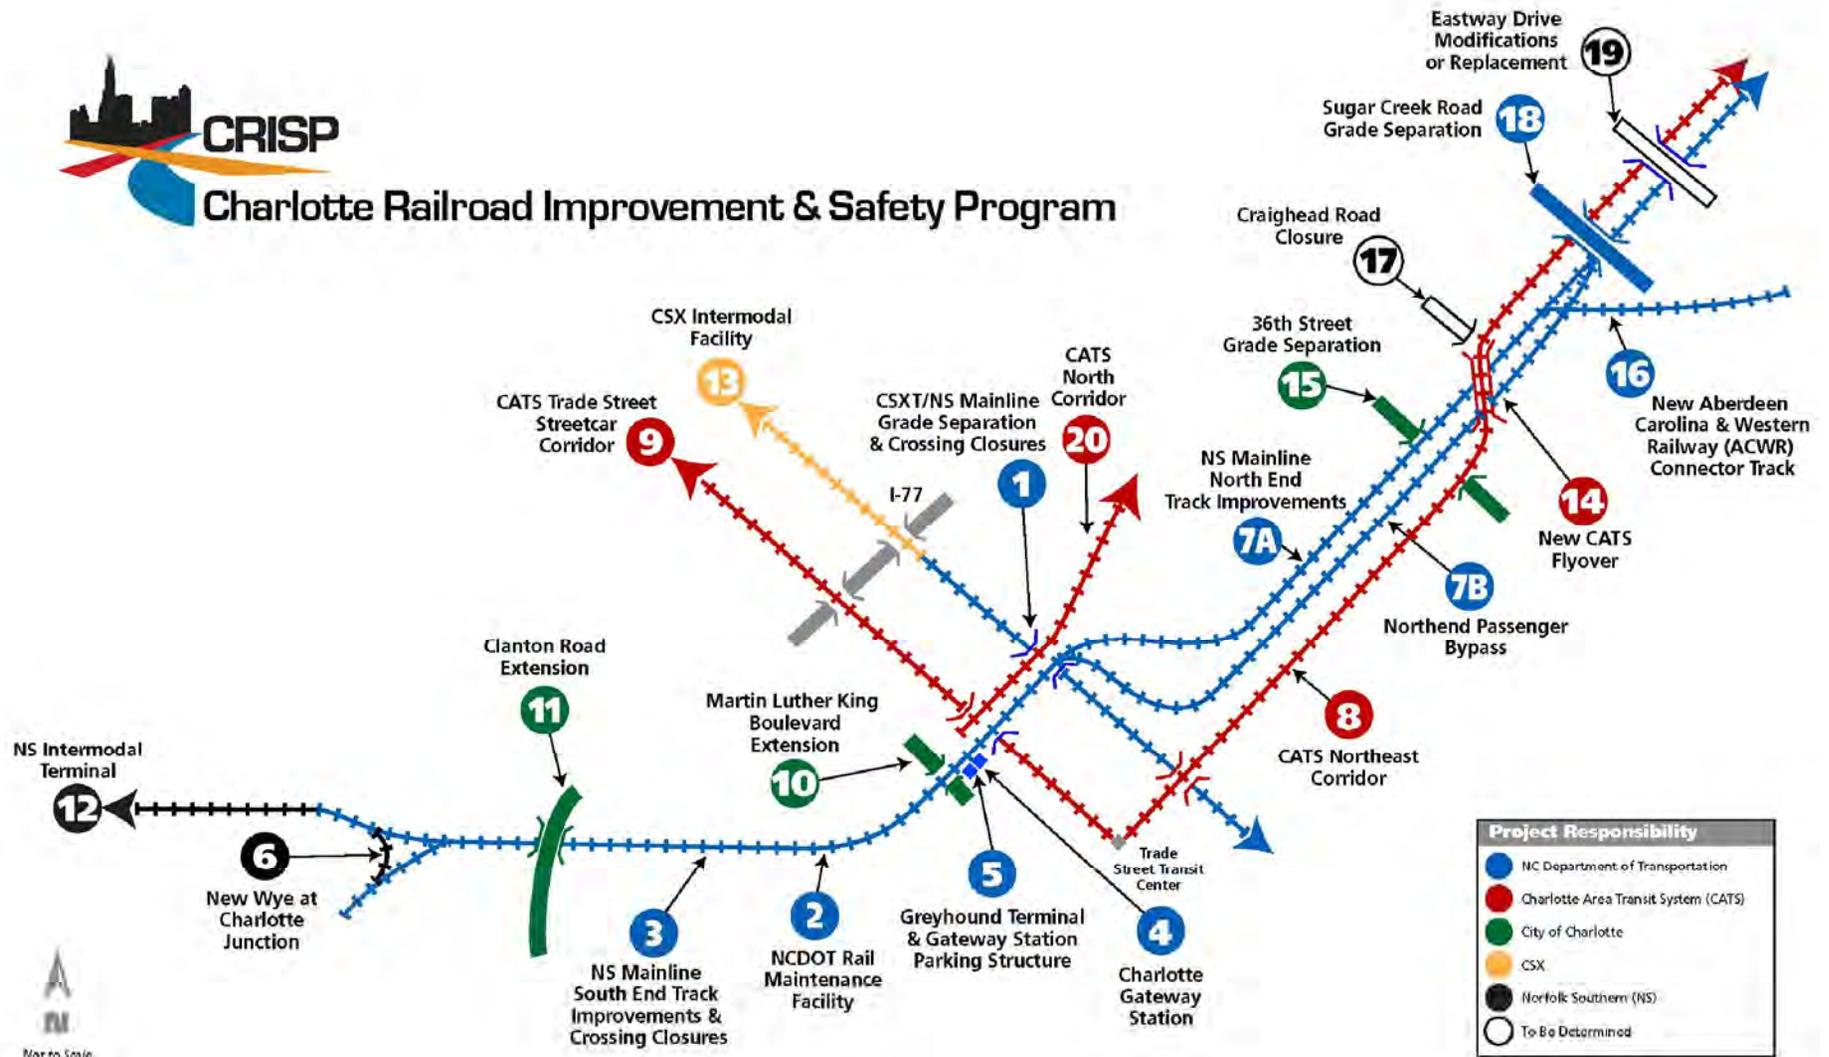 CRISP
Charlotte Railroad Improvement & Safety Program
Eastway Drive
Modifications
or Replacement
19
Sugar Creek Road
Grade Separation
18
Craighead Road
Closure
17
36th Street
Grade Separation
15
16
New Aberdeen
Carolina & Western
Railway (ACWR)
Connector Track
14
New CATS
Flyover
CSX Intermodal
Facility
13
CATS Trade Street
Streetcar
Corridor
9
I-77
CSXT/NS Mainline
Grade Separation
& Crossing Closures
1
CATS
North
Corridor
20
NS Mainline
North End
Track Improvements
7A
7B
Northend Passenger
Bypass
8
CATS Northeast
Corridor
Clanton Road
Extension
11
Martin Luther King
Boulevard
Extension
10
NS Intermodal
Terminal
12
6
New Wye at
Charlotte
Junction
3
NS Mainline
South End Track
Improvements &
Crossing Closures
2
NCDOT Rail
Maintenance
Facility
5
Greyhound Terminal
& Gateway Station
Parking Structure
4
Charlotte
Gateway
Station
Trade
Street Transit
Center
N
Not to Scale
Project Responsibility
NC Department of Transportation
Charlotte Area Transit System (CATS)
City of Charlotte
CSX
Norfolk Southern (NS)
To Be Determined